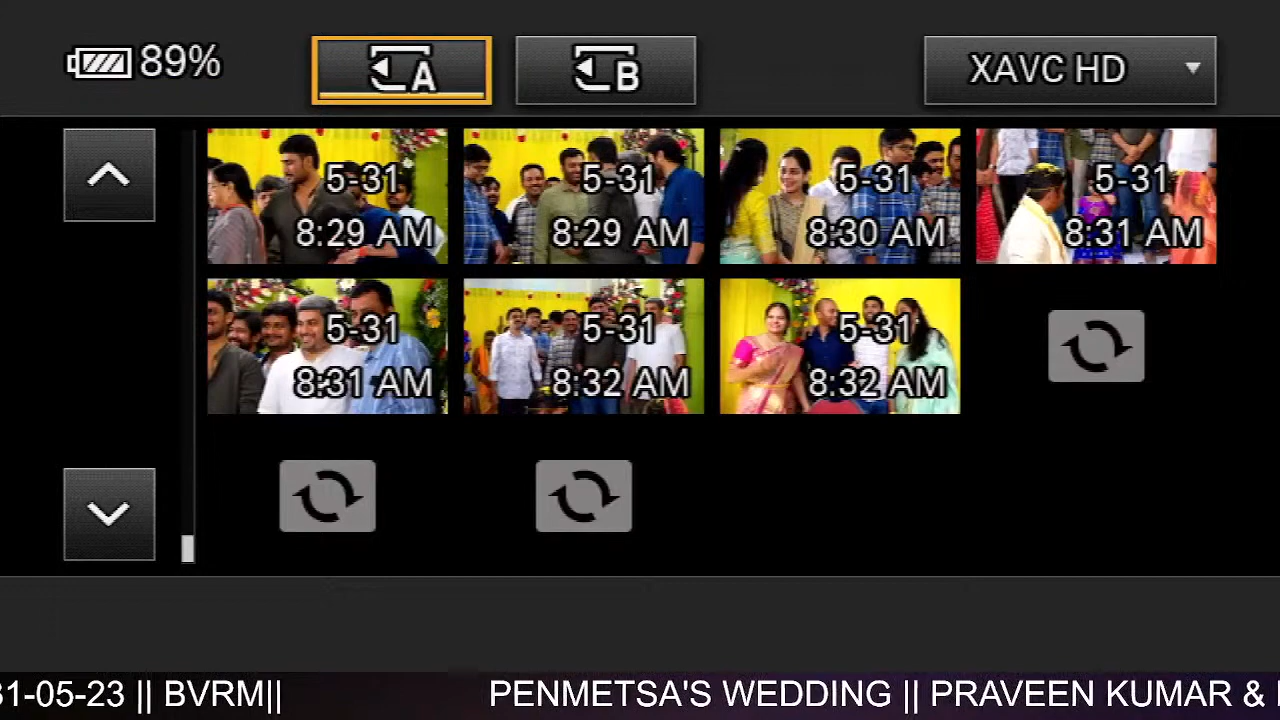 89%
A
B
XAVC HD
5-31
8:29 AM
5-31
8:29 AM
5-31
8:30 AM
5-31
8:31 AM
5-31
8:31 AM
5-31
8:32 AM
5-31
8:32 AM
31-05-23 || BVRM|| PENMETSA'S WEDDING || PRAVEEN KUMAR &